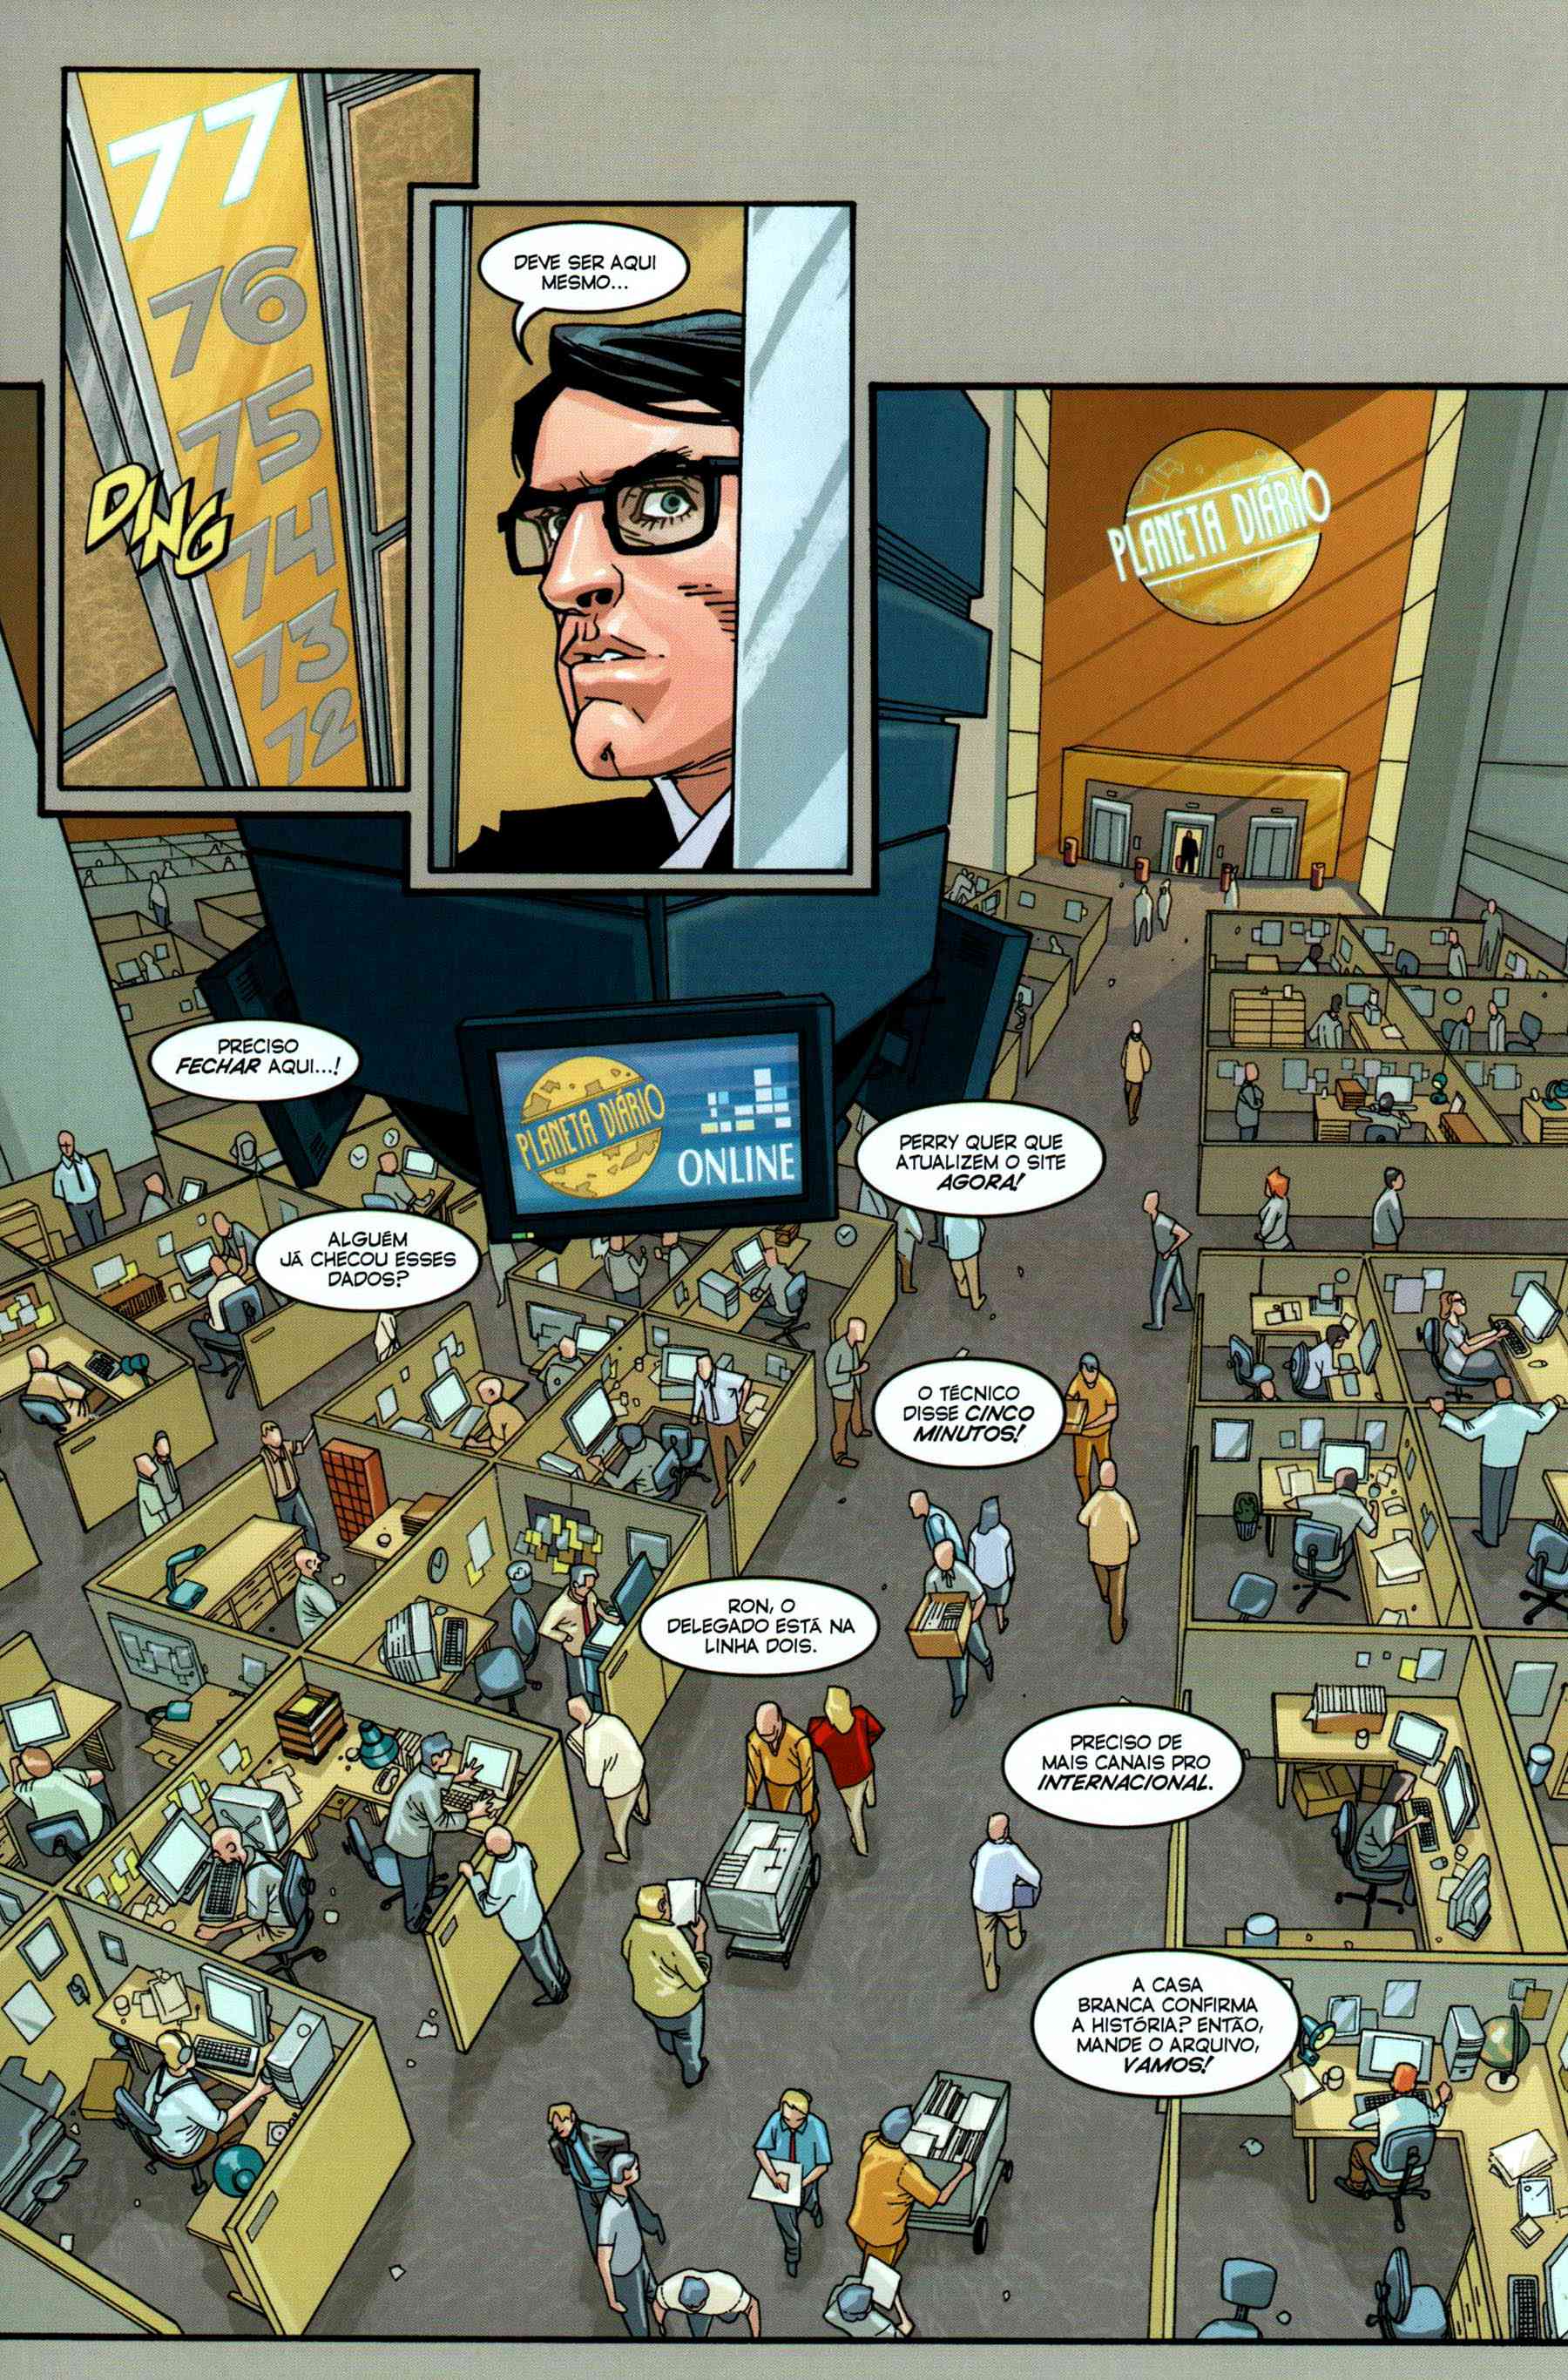 77
76
75
74
73
72
DING
DEVE SER AQUI
MESMO...
PLANETA DIÁRIO
PRECISO
FECHAR AQUI...!
PLANETA DIÁRIO
ONLINE
PERRY QUER QUE
ATUALIZEM O SITE
AGORA!
ALGUÉM
JÁ CHECOU ESSES
DADOS?
O TÉCNICO
DISSE CINCO
MINUTOS!
RON, O
DELEGADO ESTÁ NA
LINHA DOIS.
PRECISO DE
MAIS CANAIS PRO
INTERNACIONAL.
A CASA
BRANCA CONFIRMA
A HISTÓRIA? ENTÃO,
MANDE O ARQUIVO,
VAMOS!